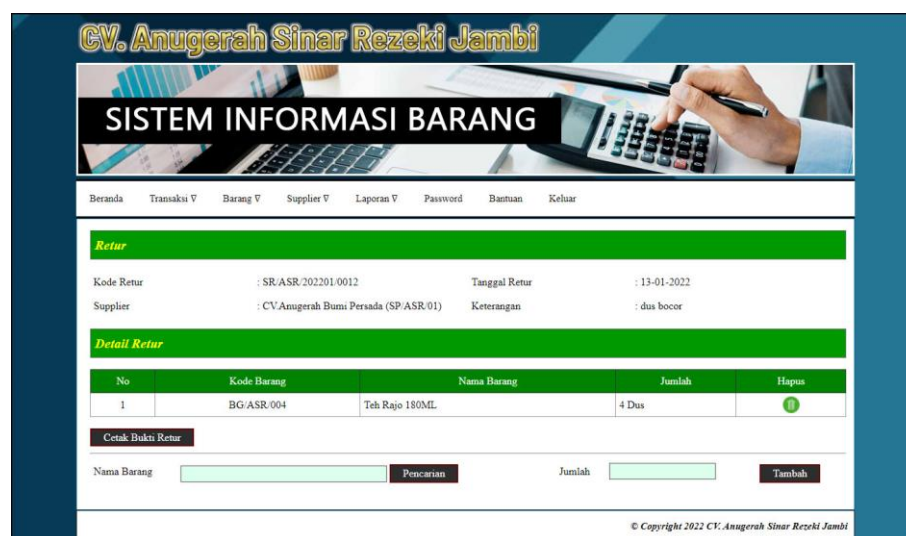 CV. Anugerah Sinar Rezeki Jambi
SISTEM INFORMASI BARANG
Beranda Transaksi ∇ Barang ∇ Supplier ∇ Laporan ∇ Password Bantuan Keluar
Retur
Kode Retur : SR/ASR/202201/0012 Tanggal Retur : 13-01-2022
Supplier : CV.Anugerah Bumi Persada (SP/ASR/01) Keterangan : dus bocor
Detail Retur
No Kode Barang Nama Barang Jumlah Hapus
1 BG/ASR/004 Teh Rajo 180ML 4 Dus
Cetak Bukti Retur
Nama Barang Pencarian Jumlah Tambah
© Copyright 2022 CV. Anugerah Sinar Rezeki Jambi